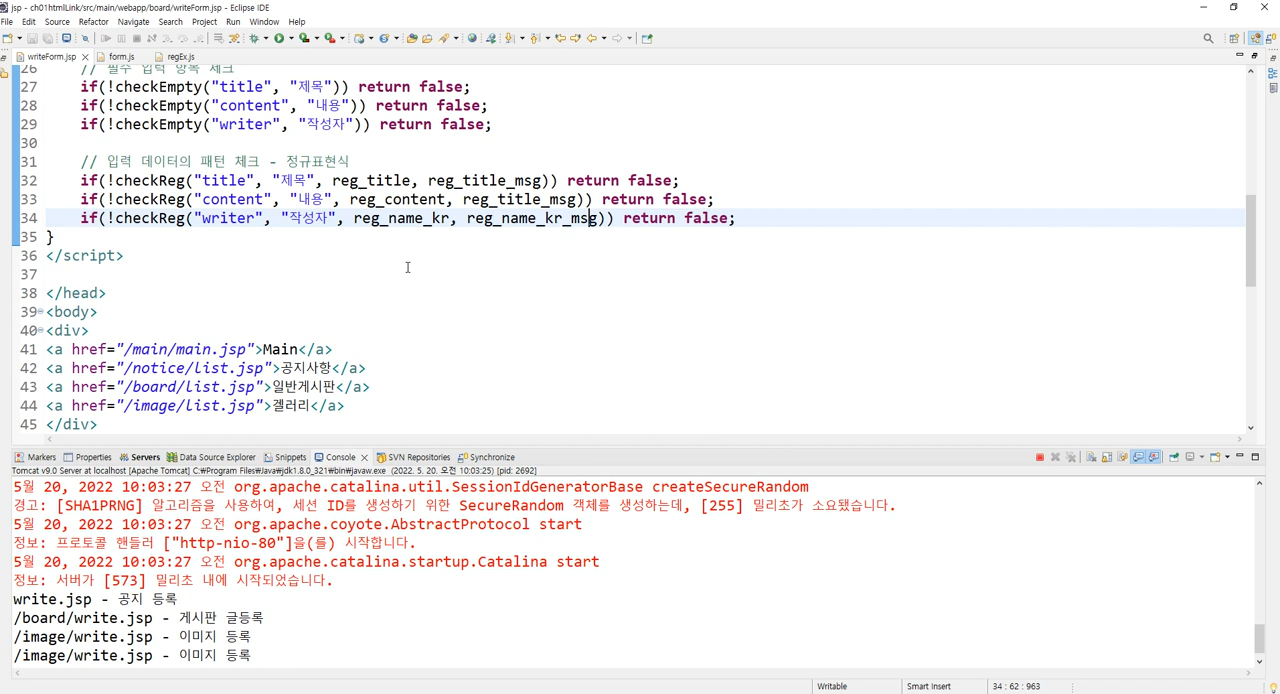 jsp - ch01htmlLink/src/main/webapp/board/writeForm.jsp - Eclipse IDE
File Edit Source Refactor Navigate Search Project Run Window Help
writeForm.jsp form.js regEx.js
26 // 필수 입력 항목 체크
27 if(!checkEmpty("title", "제목")) return false;
28 if(!checkEmpty("content", "내용")) return false;
29 if(!checkEmpty("writer", "작성자")) return false;
30
31 // 입력 데이터의 패턴 체크 - 정규표현식
32 if(!checkReg("title", "제목", reg_title, reg_title_msg)) return false;
33 if(!checkReg("content", "내용", reg_content, reg_title_msg)) return false;
34 if(!checkReg("writer", "작성자", reg_name_kr, reg_name_kr_msg)) return false;
35 }
36 </script>
37
38 </head>
39 <body>
40 <div>
41 <a href="/main/main.jsp">Main</a>
42 <a href="/notice/list.jsp">공지사항</a>
43 <a href="/board/list.jsp">일반게시판</a>
44 <a href="/image/list.jsp">겔러리</a>
45 </div>
Markers Properties Servers Data Source Explorer Snippets Console SVN Repositories Synchronize
Tomcat v9.0 Server at localhost [Apache Tomcat] C:₩Program Files₩Java₩jdk1.8.0_321₩bin₩javaw.exe (2022. 5. 20. 오전 10:03:25) [pid: 2692]
5월 20, 2022 10:03:27 오전 org.apache.catalina.util.SessionIdGeneratorBase createSecureRandom
경고: [SHA1PRNG] 알고리즘을 사용하여, 세션 ID를 생성하기 위한 SecureRandom 객체를 생성하는데, [255] 밀리초가 소요됐습니다.
5월 20, 2022 10:03:27 오전 org.apache.coyote.AbstractProtocol start
정보: 프로토콜 핸들러 ["http-nio-80"]을(를) 시작합니다.
5월 20, 2022 10:03:27 오전 org.apache.catalina.startup.Catalina start
정보: 서버가 [573] 밀리초 내에 시작되었습니다.
write.jsp - 공지 등록
/board/write.jsp - 게시판 글등록
/image/write.jsp - 이미지 등록
/image/write.jsp - 이미지 등록
Writable Smart Insert 34 : 62 : 963